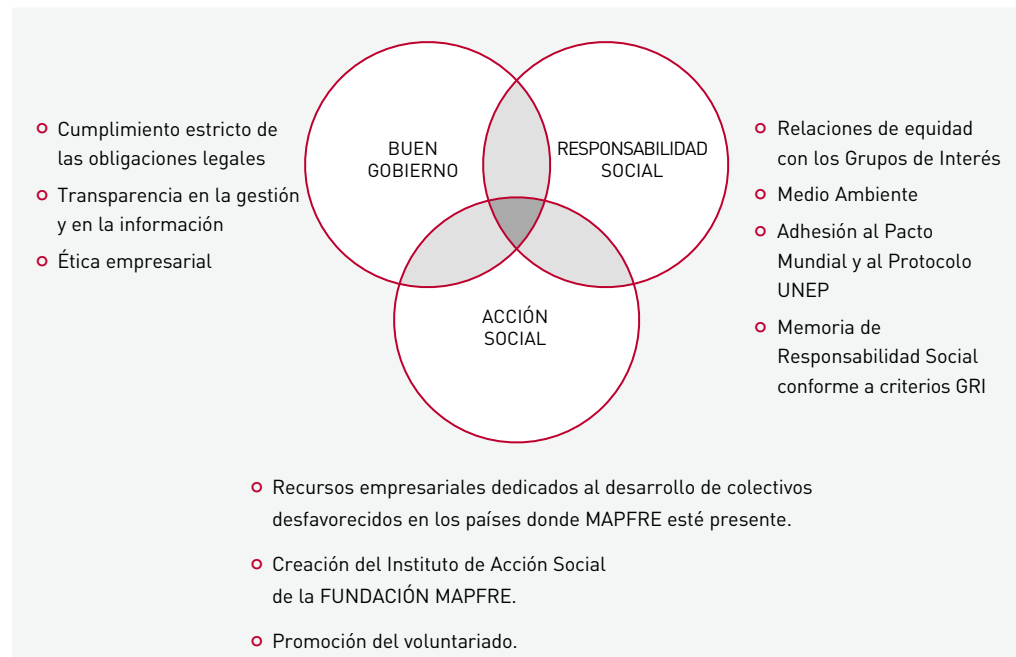 Cumplimiento estricto de
las obligaciones legales
Transparencia en la gestión
y en la información
Ética empresarial
BUEN
GOBIERNO
RESPONSABILIDAD
SOCIAL
ACCIÓN
SOCIAL
Relaciones de equidad
con los Grupos de Interés
Medio Ambiente
Adhesión al Pacto
Mundial y al Protocolo
UNEP
Memoria de
Responsabilidad Social
conforme a criterios GRI
Recursos empresariales dedicados al desarrollo de colectivos
desfavorecidos en los países donde MAPFRE esté presente.
Creación del Instituto de Acción Social
de la FUNDACIÓN MAPFRE.
Promoción del voluntariado.